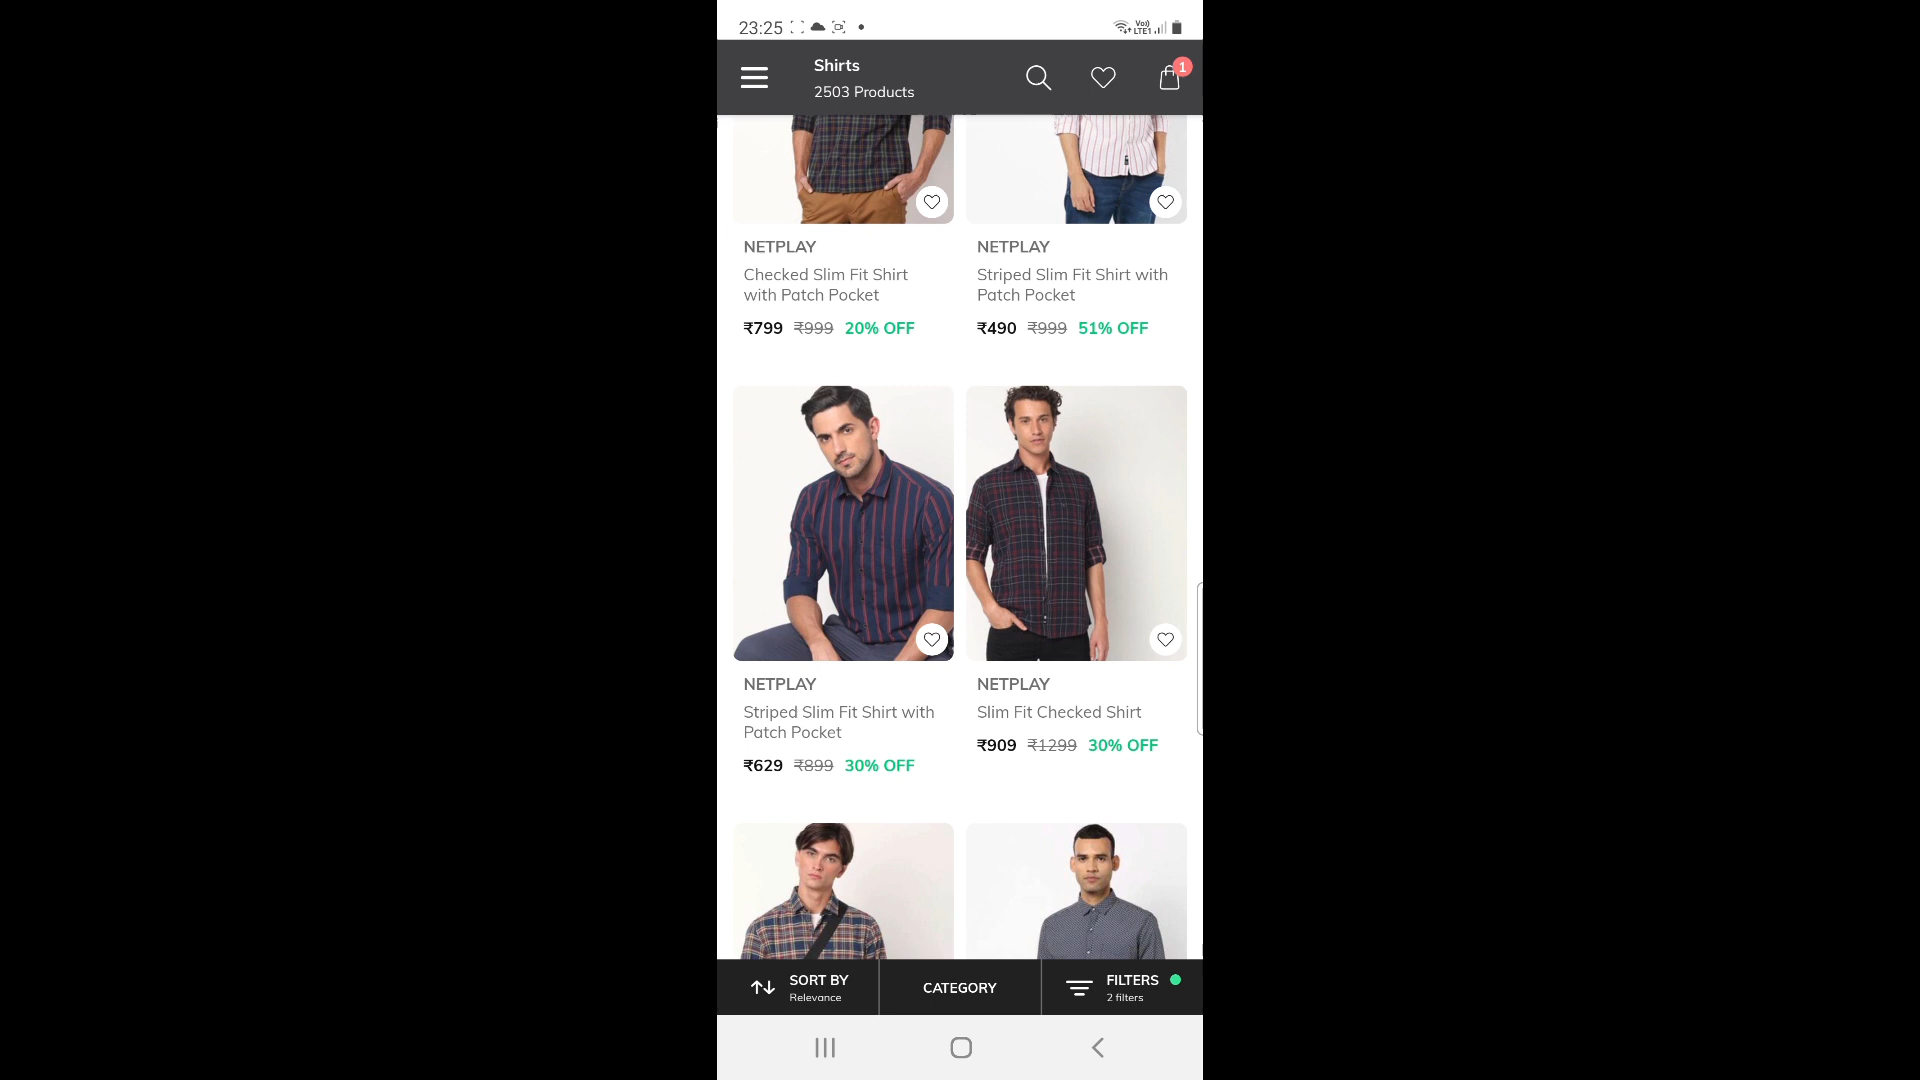 23:25
Vo))
LTE1
Shirts
2503 Products
1
NETPLAY
Checked Slim Fit Shirt
with Patch Pocket
₹799 ₹999 20% OFF
NETPLAY
Striped Slim Fit Shirt with
Patch Pocket
₹490 ₹999 51% OFF
NETPLAY
Striped Slim Fit Shirt with
Patch Pocket
₹629 ₹899 30% OFF
NETPLAY
Slim Fit Checked Shirt
₹909 ₹1299 30% OFF
SORT BY
Relevance
CATEGORY
FILTERS
2 filters